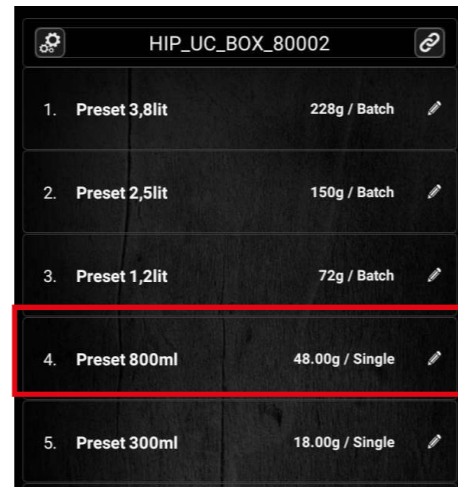 HIP_UC_BOX_80002
1. Preset 3,8lit 228g / Batch
2. Preset 2,5lit 150g / Batch
3. Preset 1,2lit 72g / Batch
4. Preset 800ml 48.00g / Single
5. Preset 300ml 18.00g / Single